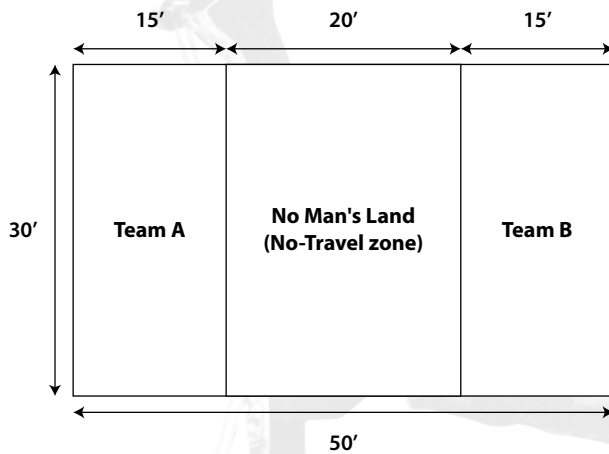 15’ 20’ 15’
30’
Team A
No Man's Land
(No-Travel zone)
Team B
50’